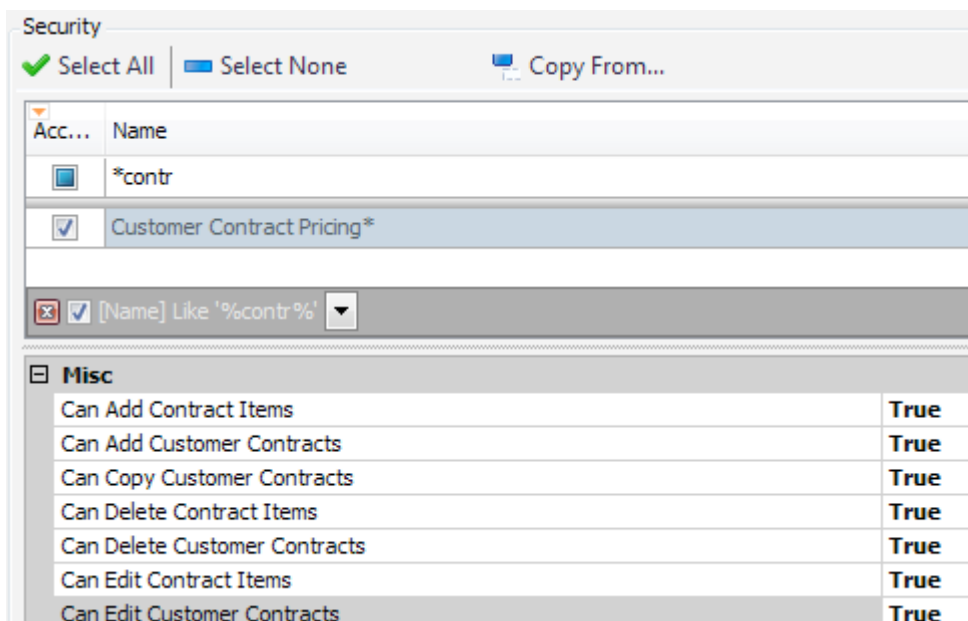 Security
Select All Select None Copy From...
Acc... Name
*contr
Customer Contract Pricing*
[Name] Like '%contr%'
Misc
Can Add Contract Items True
Can Add Customer Contracts True
Can Copy Customer Contracts True
Can Delete Contract Items True
Can Delete Customer Contracts True
Can Edit Contract Items True
Can Edit Customer Contracts True